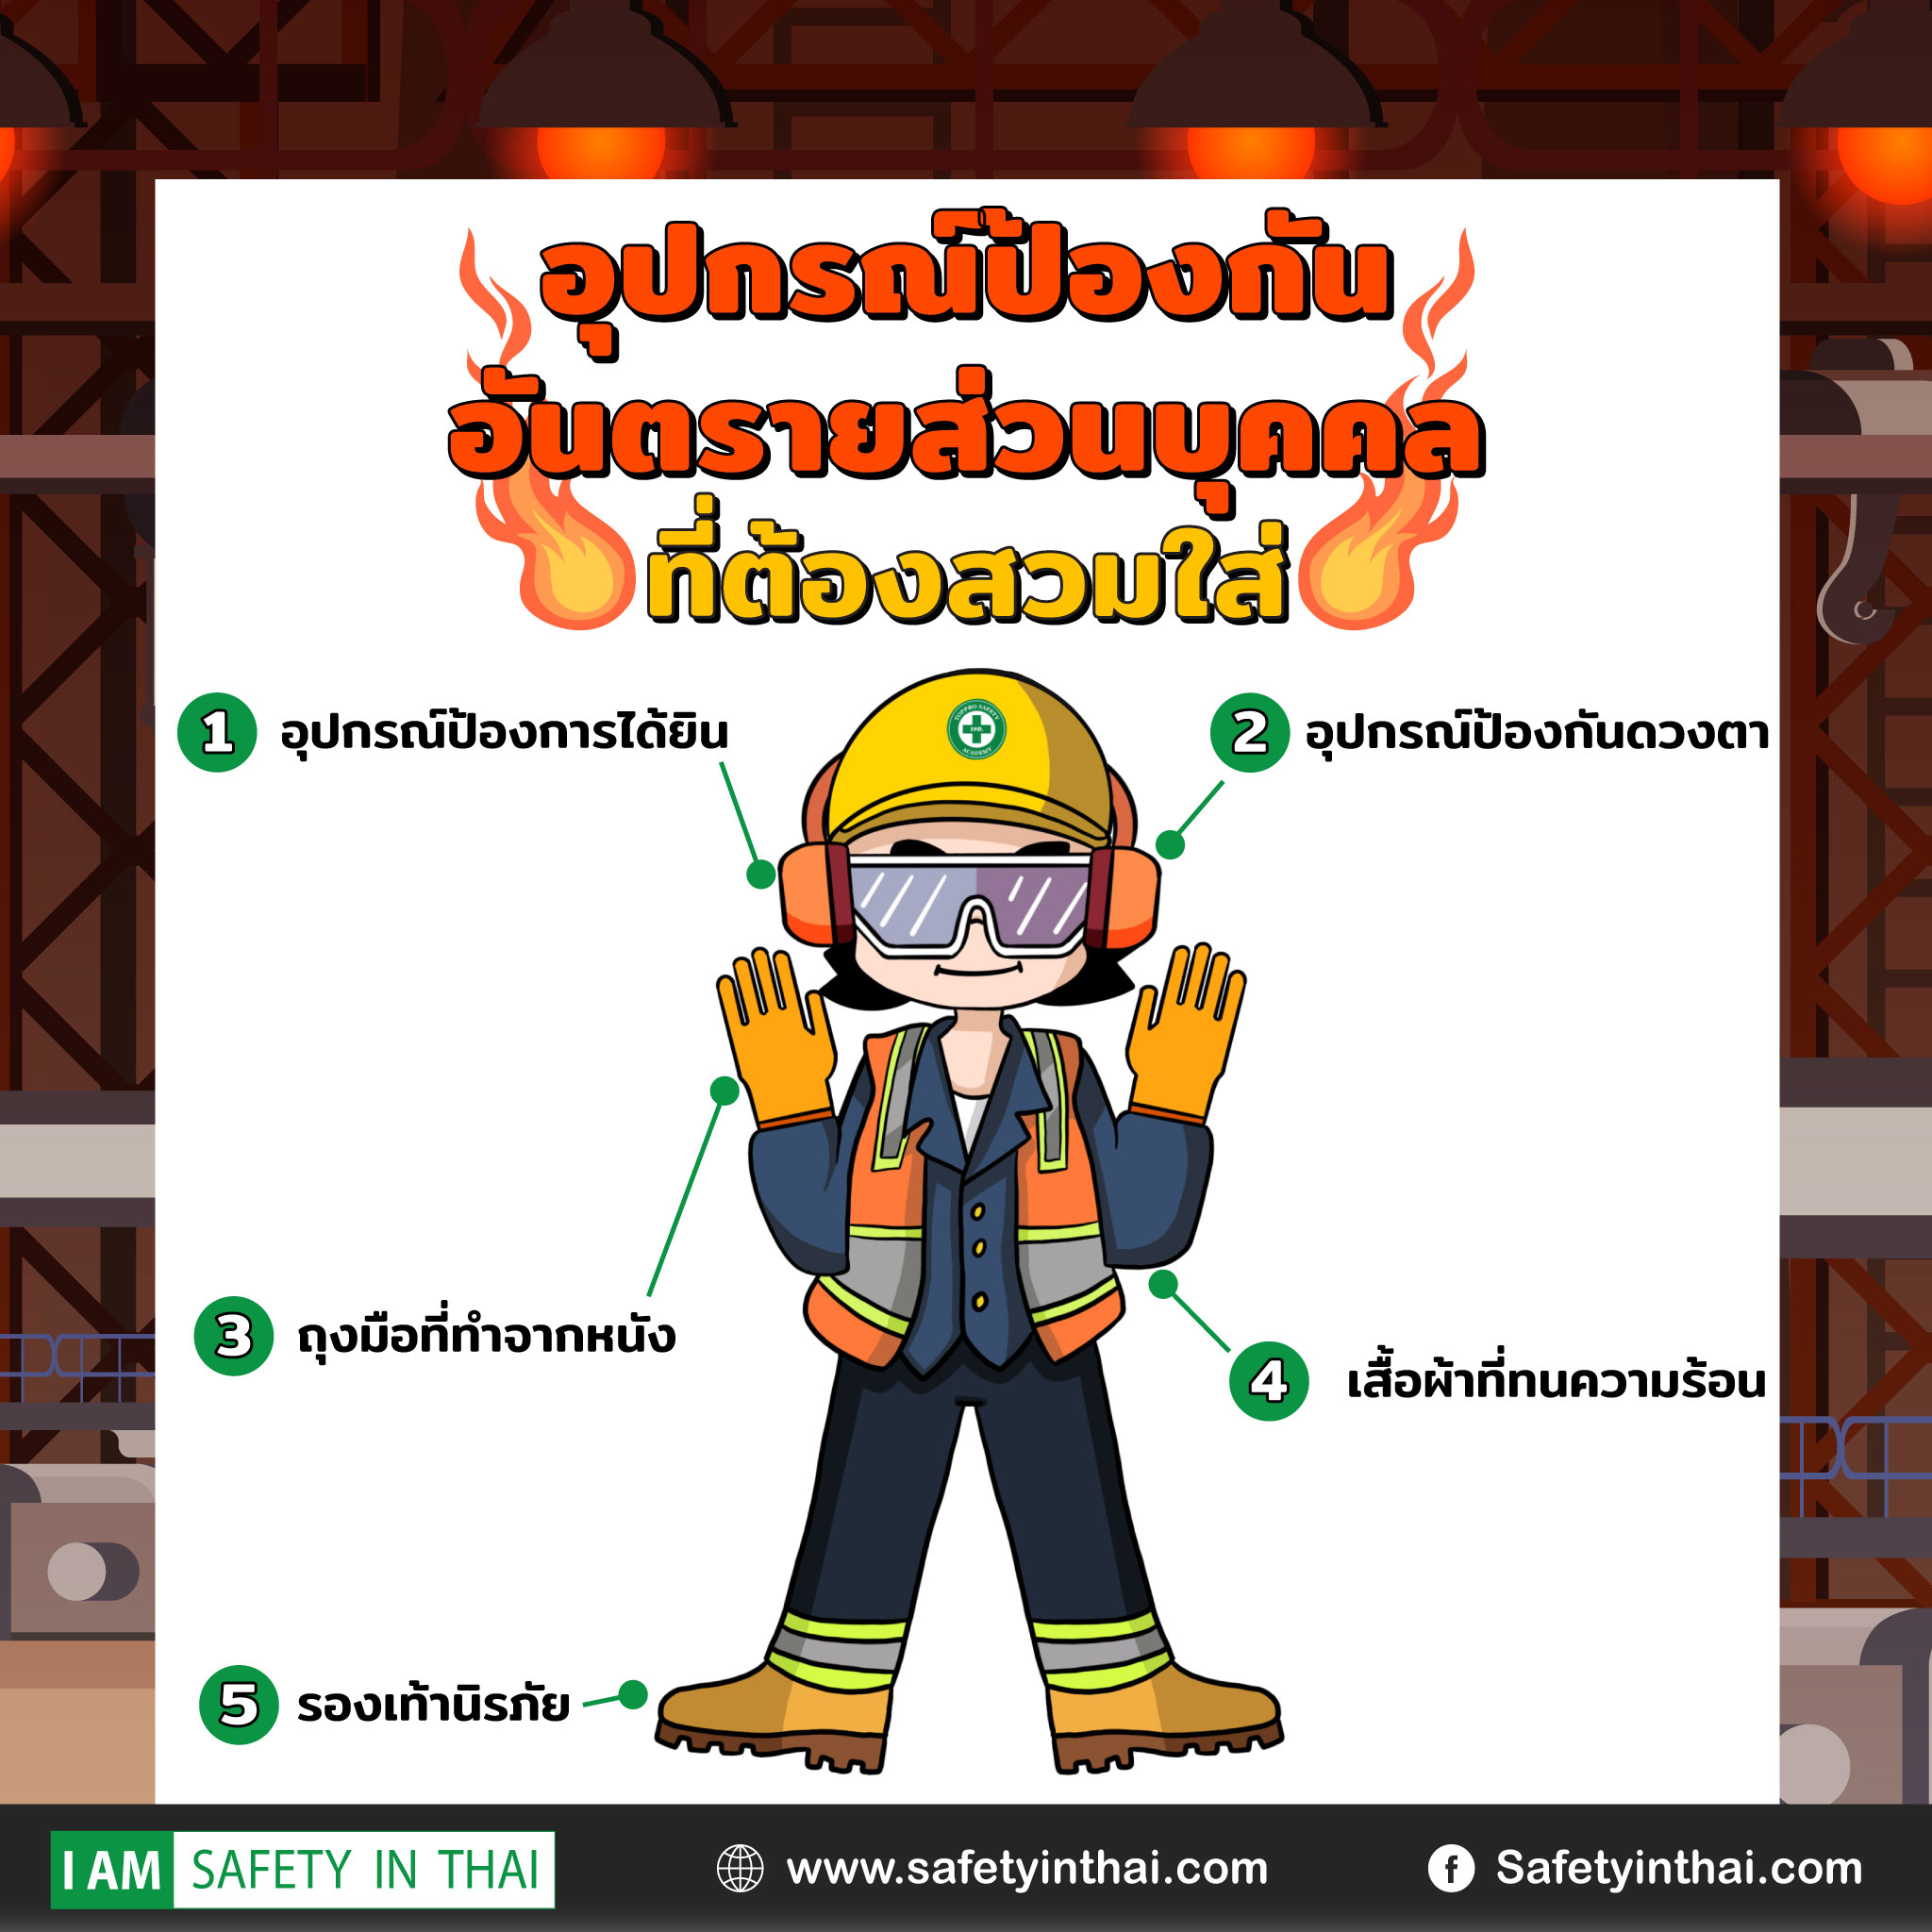 อุปกรณ์ป้องกัน
อันตรายส่วนบุคคล
ที่ต้องสวมใส่
TOPPRO SAFETY
ACADEMY
1 อุปกรณ์ป้องการได้ยิน
2 อุปกรณ์ป้องกันดวงตา
3 ถุงมือที่ทำจากหนัง
4 เสื้อผ้าที่ทนความร้อน
5 รองเท้านิรภัย
I AM SAFETY IN THAI
www.safetyinthai.com
Safetyinthai.com